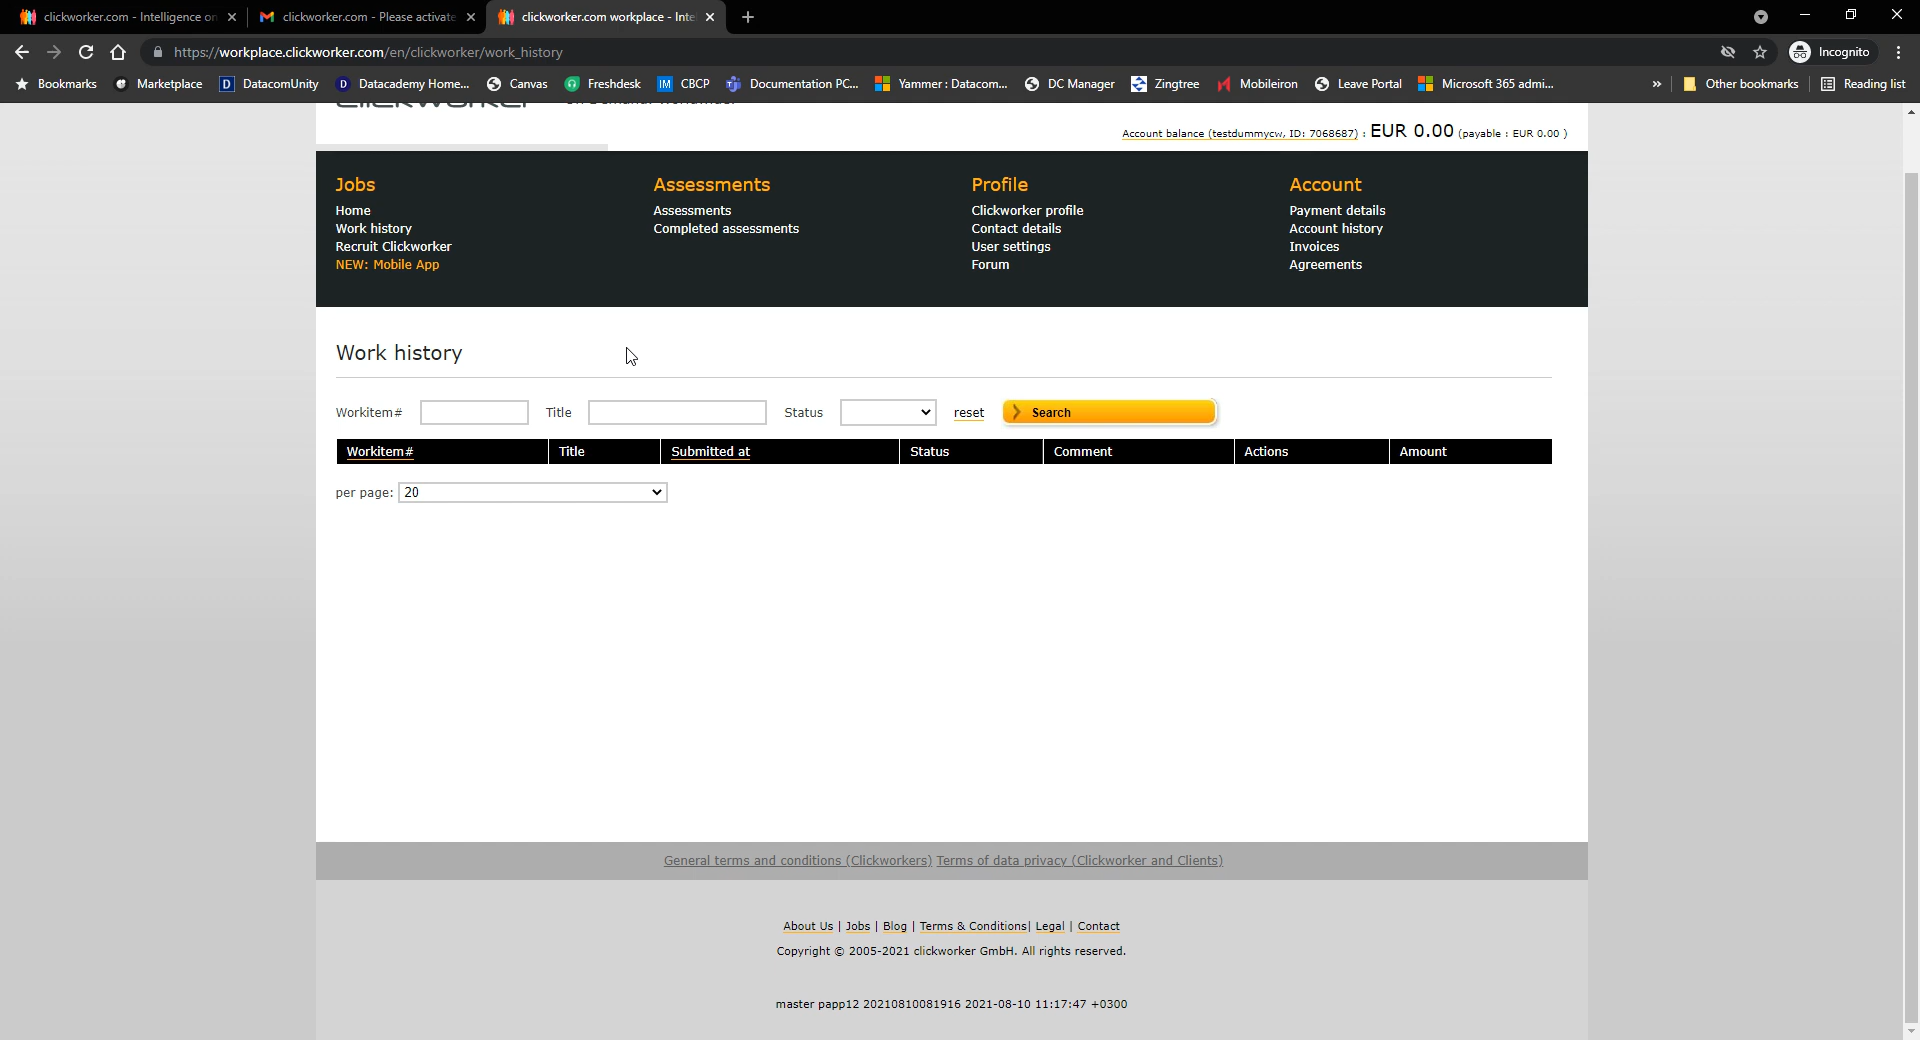 clickworker.com - Intelligence on
clickworker.com - Please activate
clickworker.com workplace - Inte
https://workplace.clickworker.com/en/clickworker/work_history
Incognito
Bookmarks
Marketplace
DatacomUnity
Datacademy Home...
Canvas
Freshdesk
CBCP
Documentation PC...
Yammer : Datacom...
DC Manager
Zingtree
Mobileiron
Leave Portal
Microsoft 365 admi...
»
Other bookmarks
Reading list
Account balance (testdummycw, ID: 7068687) : EUR 0.00 (payable : EUR 0.00 )
Jobs
Home
Work history
Recruit Clickworker
NEW: Mobile App
Assessments
Assessments
Completed assessments
Profile
Clickworker profile
Contact details
User settings
Forum
Account
Payment details
Account history
Invoices
Agreements
Work history
Workitem# Title Status reset Search
Workitem# Title Submitted at Status Comment Actions Amount
per page: 20
General terms and conditions (Clickworkers) Terms of data privacy (Clickworker and Clients)
About Us | Jobs | Blog | Terms & Conditions| Legal | Contact
Copyright © 2005-2021 clickworker GmbH. All rights reserved.
master papp12 20210810081916 2021-08-10 11:17:47 +0300